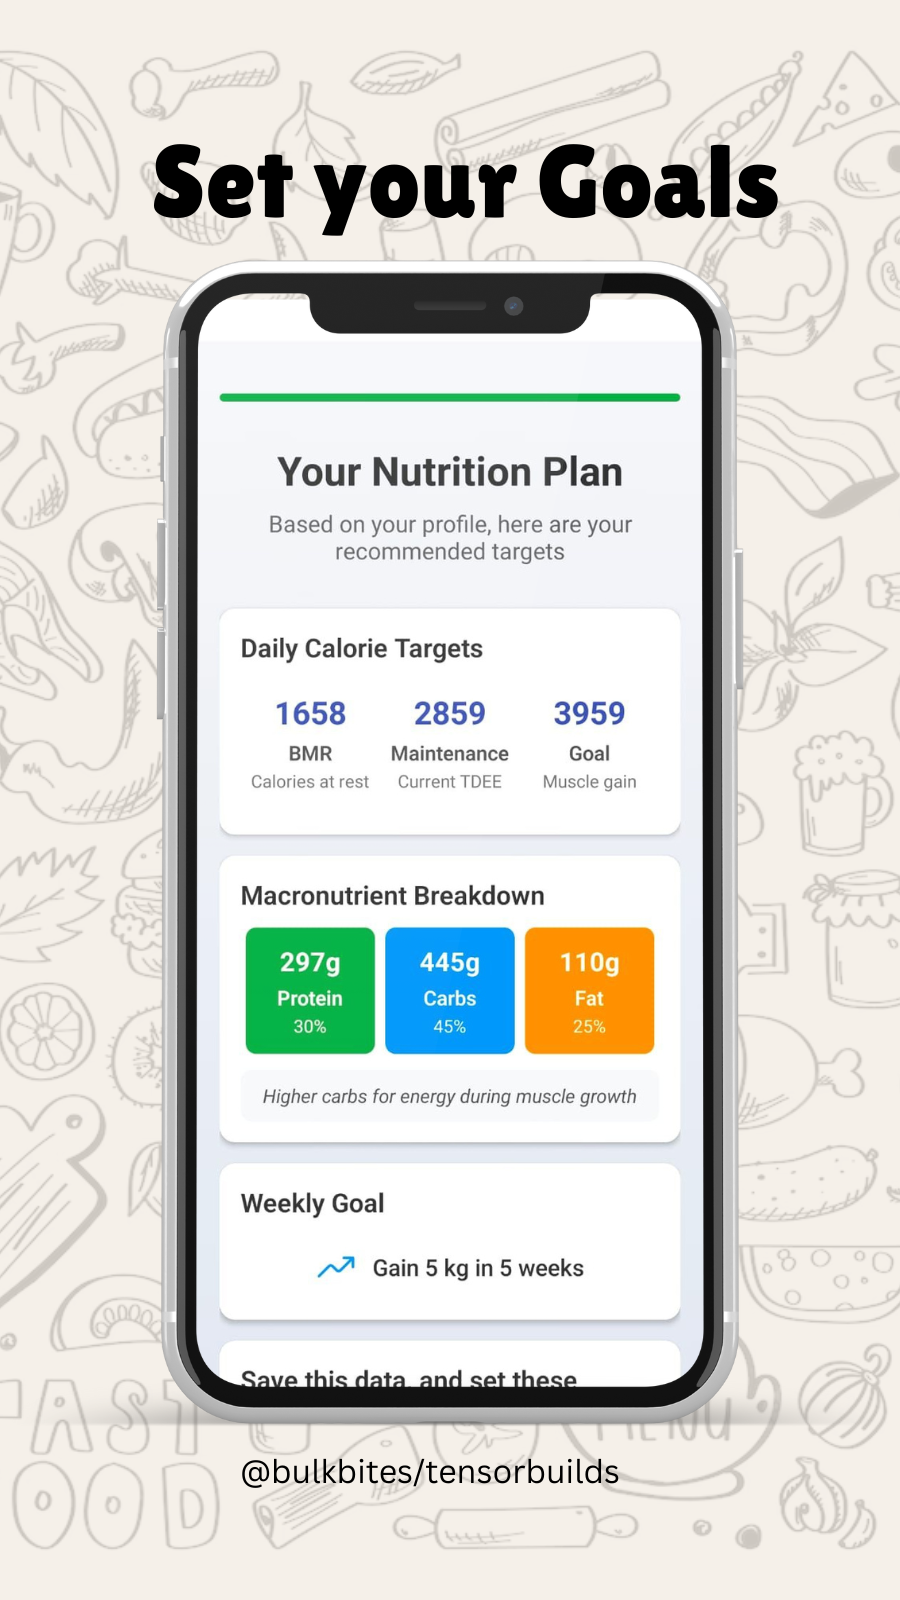 Set your Goals
Your Nutrition Plan
Based on your profile, here are your
recommended targets
Daily Calorie Targets
1658 2859 3959
BMR Maintenance Goal
Calories at rest Current TDEE Muscle gain
Macronutrient Breakdown
297g 445g 110g
Protein Carbs Fat
30% 45% 25%
Higher carbs for energy during muscle growth
Weekly Goal
Gain 5 kg in 5 weeks
Save this data, and set these
MENU
FAST
FOOD
@bulkbites/tensorbuilds